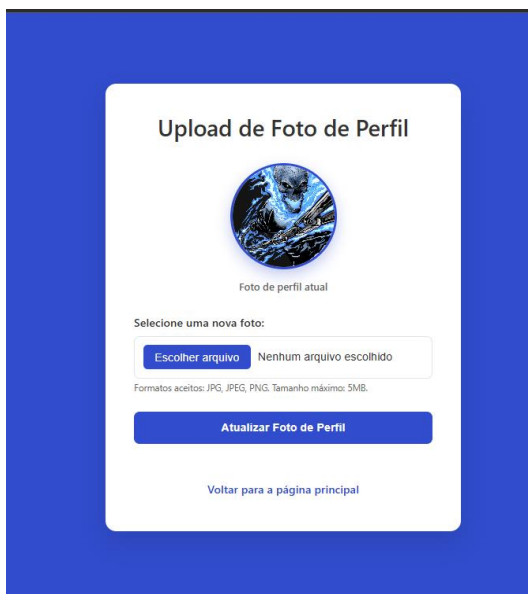 Upload de Foto de Perfil
Foto de perfil atual
Selecione uma nova foto:
Escolher arquivo Nenhum arquivo escolhido
Formatos aceitos: JPG, JPEG, PNG. Tamanho máximo: 5MB.
Atualizar Foto de Perfil
Voltar para a página principal